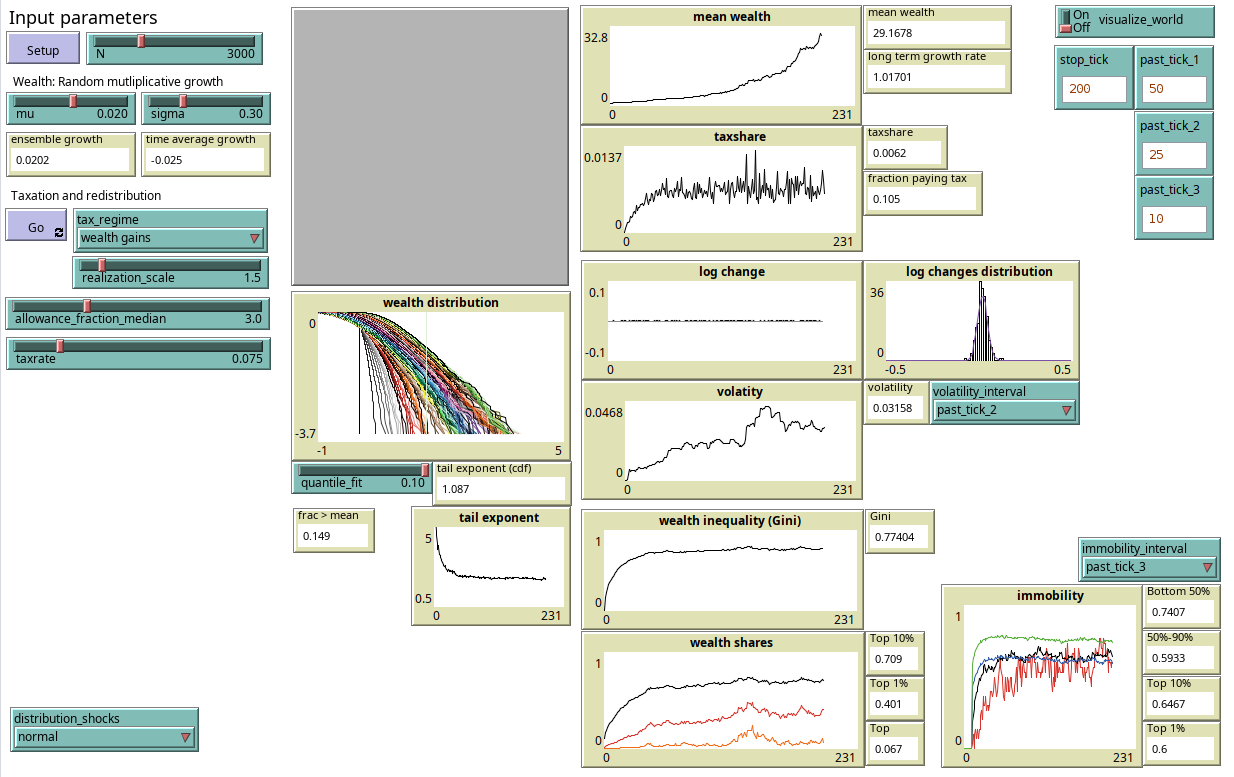 Input parameters
Setup
N 3000
Wealth: Random mutliplicative growth
mu 0.020
sigma 0.30
ensemble growth
0.0202
time average growth
-0.025
Taxation and redistribution
Go
tax_regime
wealth gains
realization_scale 1.5
allowance_fraction_median 3.0
taxrate 0.075
distribution_shocks
normal
wealth distribution
0
-3.7
-1 5
quantile_fit 0.10
tail exponent (cdf)
1.087
frac > mean
0.149
tail exponent
5
0.5
0 231
mean wealth
32.8
0
0 231
mean wealth
29.1678
long term growth rate
1.01701
taxshare
0.0137
0
0 231
taxshare
0.0062
fraction paying tax
0.105
log change
0.1
-0.1
0 231
log changes distribution
36
0
-0.5 0.5
volatity
0.0468
0
0 231
volatility
0.03158
volatility_interval
past_tick_2
wealth inequality (Gini)
1
0
0 231
Gini
0.77404
wealth shares
1
0
0 231
Top 10%
0.709
Top 1%
0.401
Top
0.067
On
Off
visualize_world
stop_tick
200
past_tick_1
50
past_tick_2
25
past_tick_3
10
immobility_interval
past_tick_3
immobility
1
0
0 231
Bottom 50%
0.7407
50%-90%
0.5933
Top 10%
0.6467
Top 1%
0.6